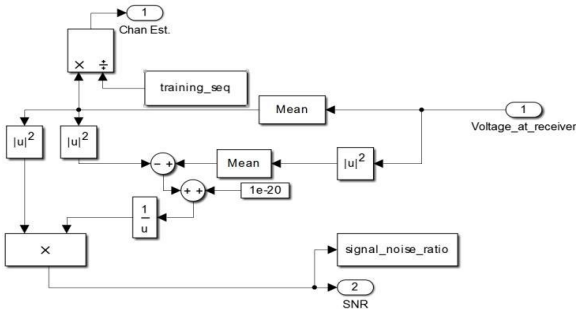 1
Chan Est.
× ÷
training_seq
Mean
1
Voltage_at_receiver
|u|²
|u|²
− +
Mean
|u|²
+ +
1e-20
1
u
×
signal_noise_ratio
2
SNR